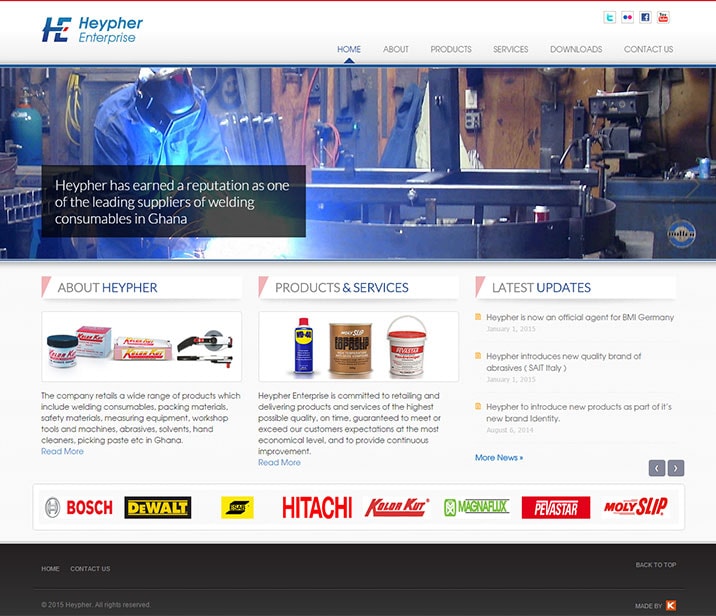 Heypher
Enterprise
HOME ABOUT PRODUCTS SERVICES DOWNLOADS CONTACT US
Heypher has earned a reputation as one
of the leading suppliers of welding
consumables in Ghana
ABOUT HEYPHER
The company retails a wide range of products which
include welding consumables, packing materials,
safety materials, measuring equipment, workshop
tools and machines, abrasives, solvents, hand
cleaners, picking paste etc in Ghana.
Read More
PRODUCTS & SERVICES
WD-40
MOLYSLIP
PEVASTAR
Heypher Enterprise is committed to retailing and
delivering products and services of the highest
possible quality, on time, guaranteed to meet or
exceed our customers expectations at the most
economical level, and to provide continuous
improvement.
Read More
LATEST UPDATES
Heypher is now an official agent for BMI Germany
January 1, 2015
Heypher introduces new quality brand of
abrasives ( SAIT Italy )
January 1, 2015
Heypher to introduce new products as part of it's
new brand Identity.
August 6, 2014
More News »
BOSCH DEWALT ESAB HITACHI KOLOR KUT® MAGNAFLUX PEVASTAR MOLYSLIP
HOME CONTACT US
BACK TO TOP
© 2015 Heypher. All rights reserved.
MADE BY K